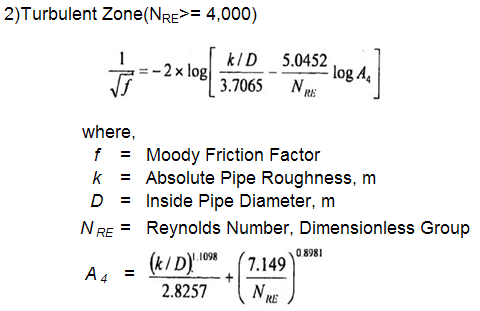 2)Turbulent Zone(NRE>= 4,000)
1/√f = -2 x log[ k/D / 3.7065 - 5.0452 / NRE log A4 ]
where,
f = Moody Friction Factor
k = Absolute Pipe Roughness, m
D = Inside Pipe Diameter, m
N RE = Reynolds Number, Dimensionless Group
A 4 = (k/D)^1.1098 / 2.8257 + (7.149 / NRE)^0.8981